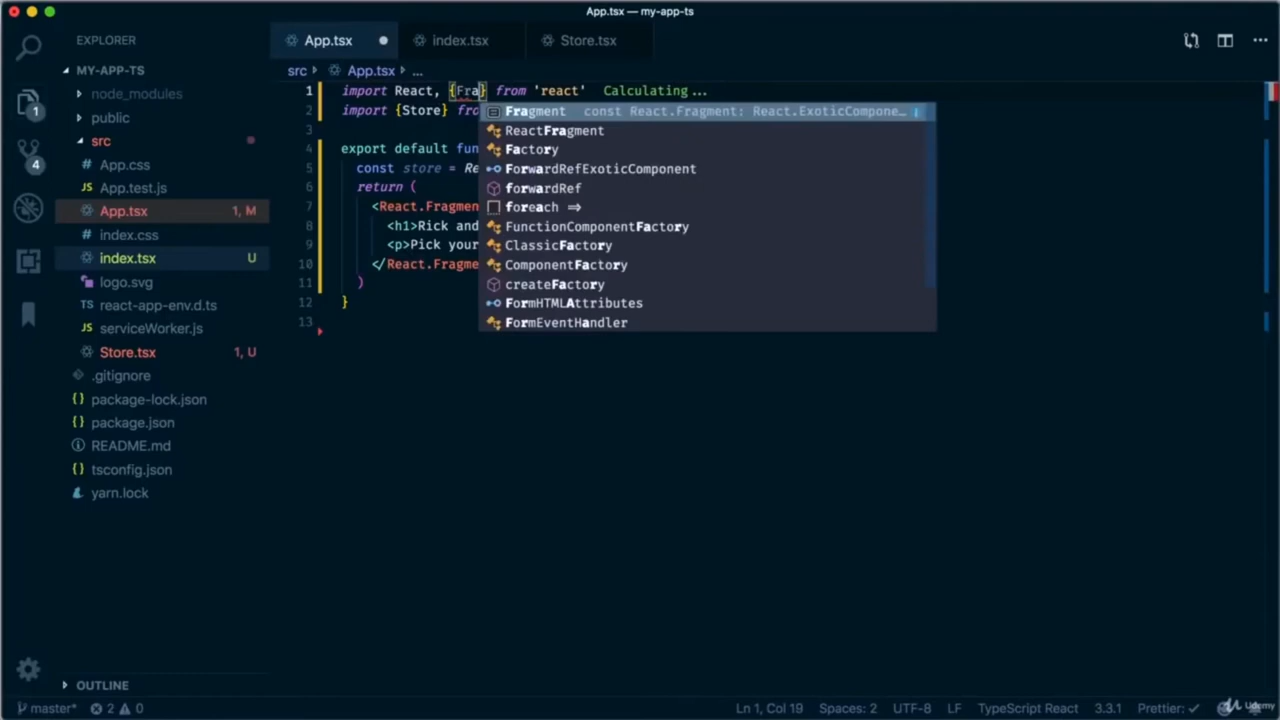 App.tsx — my-app-ts
EXPLORER
App.tsx
index.tsx
Store.tsx
MY-APP-TS
node_modules
public
src
App.css
App.test.js
App.tsx 1, M
index.css
index.tsx U
logo.svg
react-app-env.d.ts
serviceWorker.js
Store.tsx 1, U
.gitignore
package-lock.json
package.json
README.md
tsconfig.json
yarn.lock
OUTLINE
1
4
src App.tsx ...
1 import React, {Fra} from 'react' Calculating...
2 import {Store} fro
3
4 export default fun
5 const store = Re
6 return (
7 <React.Fragmen
8 <h1>Rick and
9 <p>Pick your
10 </React.Fragme
11 )
12 }
13
Fragment const React.Fragment: React.ExoticCompone…
ReactFragment
Factory
ForwardRefExoticComponent
forwardRef
foreach =>
FunctionComponentFactory
ClassicFactory
ComponentFactory
createFactory
FormHTMLAttributes
FormEventHandler
master* 2 0
Ln 1, Col 19 Spaces: 2 UTF-8 LF TypeScript React 3.3.1 Prettier: ✓
Udemy